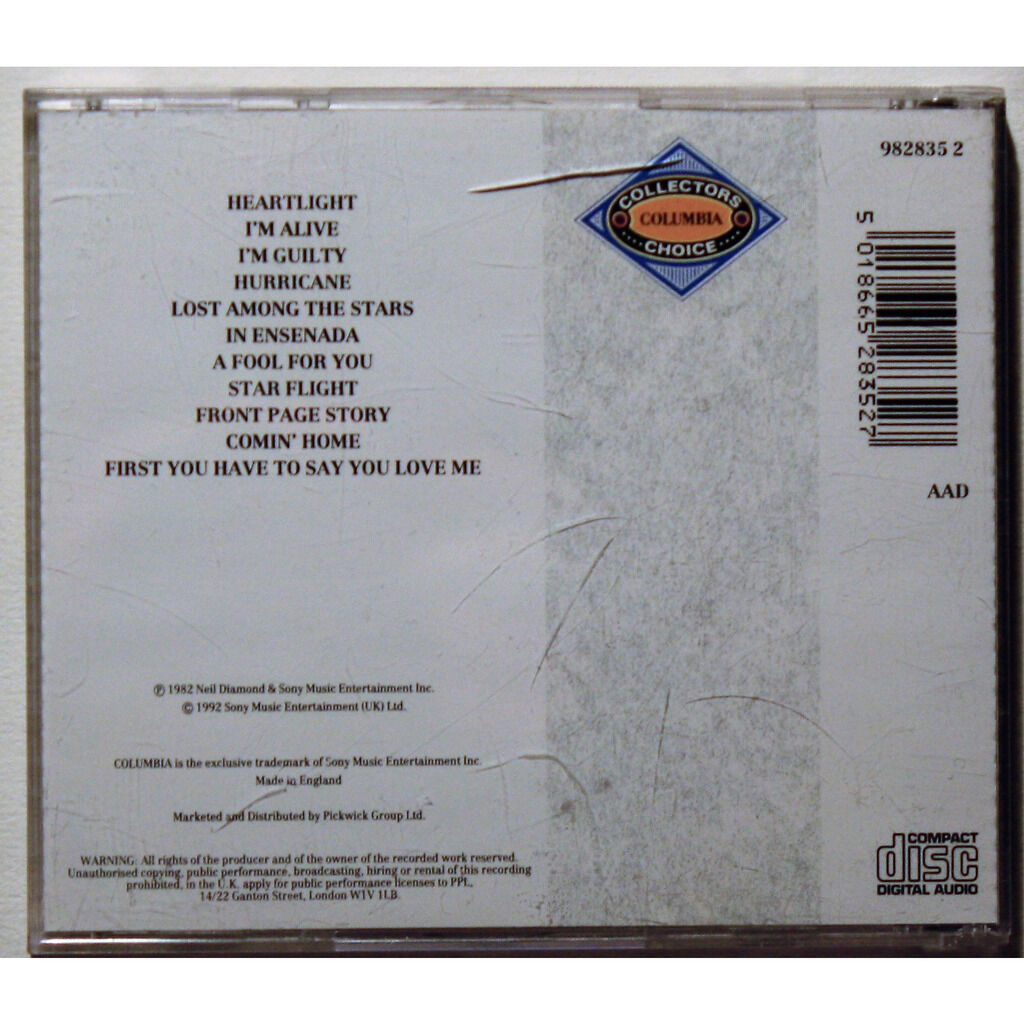 HEARTLIGHT
I'M ALIVE
I'M GUILTY
HURRICANE
LOST AMONG THE STARS
IN ENSENADA
A FOOL FOR YOU
STAR FLIGHT
FRONT PAGE STORY
COMIN' HOME
FIRST YOU HAVE TO SAY YOU LOVE ME
℗ 1982 Neil Diamond & Sony Music Entertainment Inc.
© 1992 Sony Music Entertainment (UK) Ltd.
COLUMBIA is the exclusive trademark of Sony Music Entertainment Inc.
Made in England
Marketed and Distributed by Pickwick Group Ltd.
WARNING: All rights of the producer and of the owner of the recorded work reserved.
Unauthorised copying, public performance, broadcasting, hiring or rental of this recording
prohibited, in the U.K. apply for public performance licenses to PPL,
14/22 Ganton Street, London W1V 1LB.
COLLECTORS
COLUMBIA
....CHOICE....
982835 2
5 018665 283527
AAD
COMPACT
disc
DIGITAL AUDIO